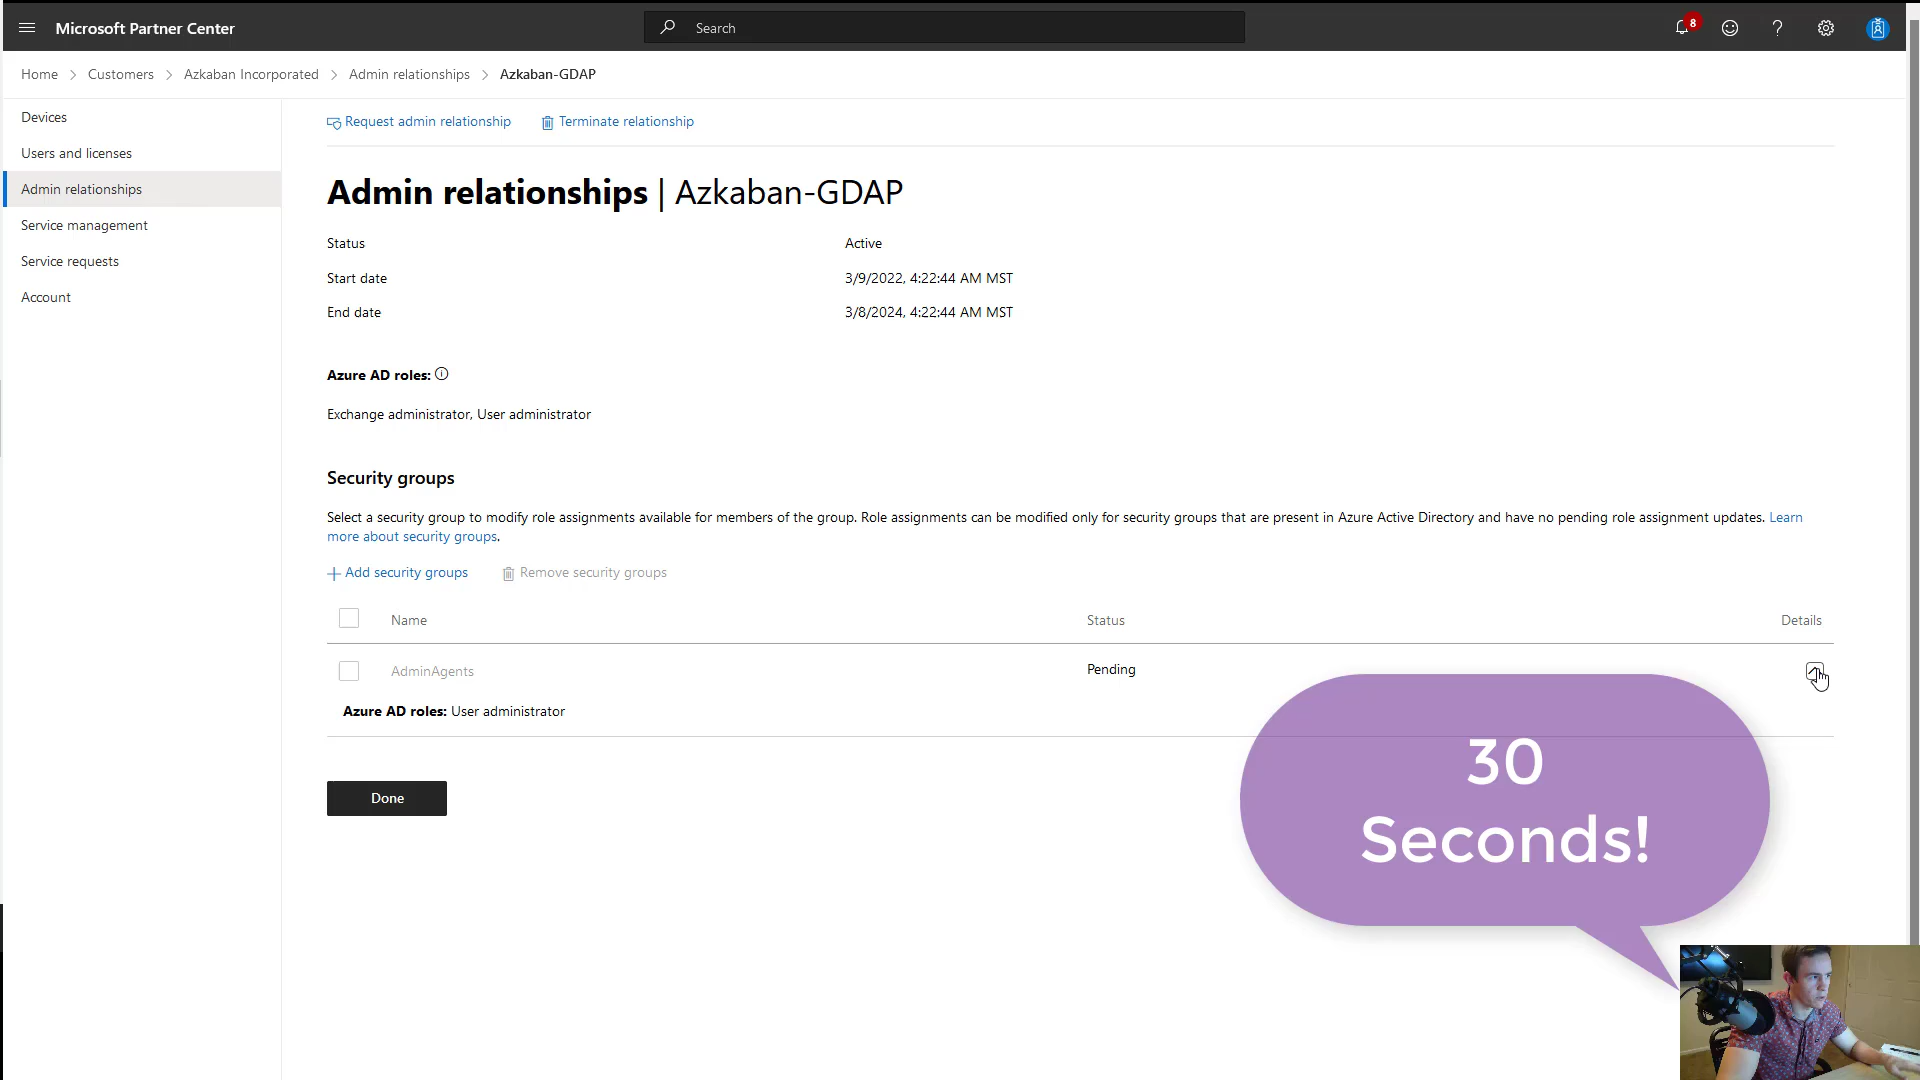 Microsoft Partner Center
Search
8
Home
Customers
Azkaban Incorporated
Admin relationships
Azkaban-GDAP
Devices
Users and licenses
Admin relationships
Service management
Service requests
Account
Request admin relationship
Terminate relationship
Admin relationships | Azkaban-GDAP
Status Active
Start date 3/9/2022, 4:22:44 AM MST
End date 3/8/2024, 4:22:44 AM MST
Azure AD roles:
Exchange administrator, User administrator
Security groups
Select a security group to modify role assignments available for members of the group. Role assignments can be modified only for security groups that are present in Azure Active Directory and have no pending role assignment updates. Learn
more about security groups.
Add security groups
Remove security groups
Name Status Details
AdminAgents Pending
Azure AD roles: User administrator
Done
30
Seconds!